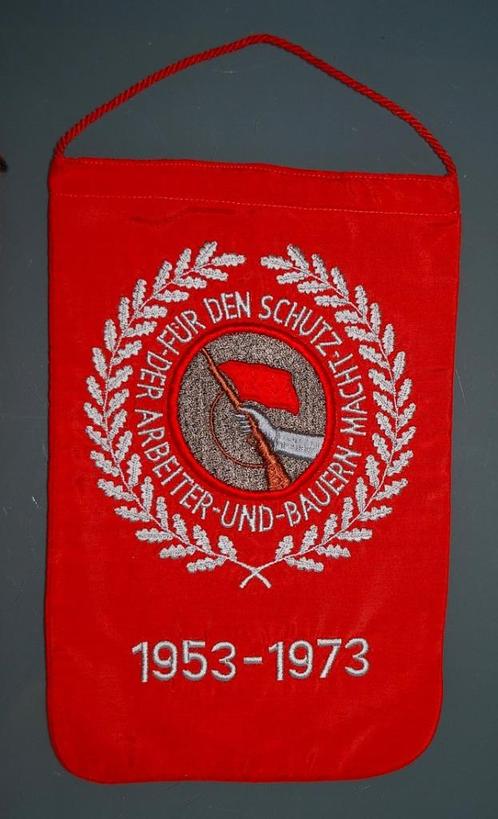 FÜR DEN SCHUTZ-DER ARBEITER-UND-BAUERN-MACHT-
1953-1973